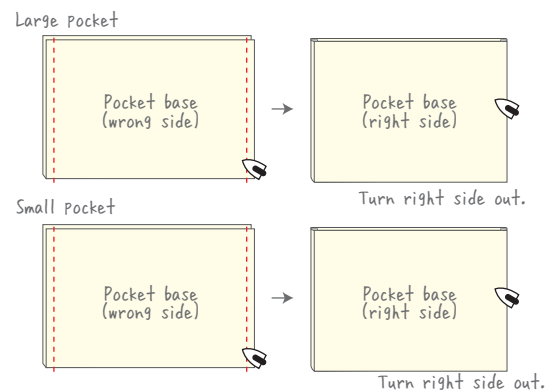 Large pocket
Pocket base
(wrong side)
Pocket base
(right side)
Turn right side out.
Small pocket
Pocket base
(wrong side)
Pocket base
(right side)
Turn right side out.